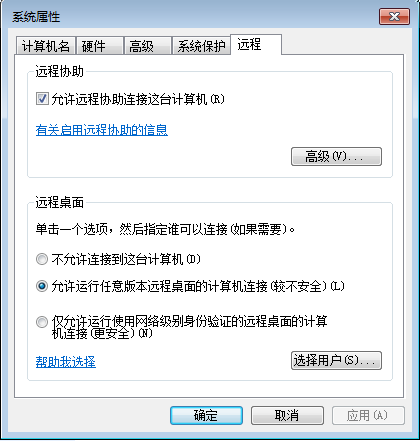 系统属性
计算机名 硬件 高级 系统保护 远程
远程协助
允许远程协助连接这台计算机(R)
有关启用远程协助的信息
高级(V)...
远程桌面
单击一个选项，然后指定谁可以连接(如果需要)。
不允许连接到这台计算机(D)
允许运行任意版本远程桌面的计算机连接(较不安全)(L)
仅允许运行使用网络级别身份验证的远程桌面的计算
机连接(更安全)(N)
帮助我选择
选择用户(S)...
确定 取消 应用(A)